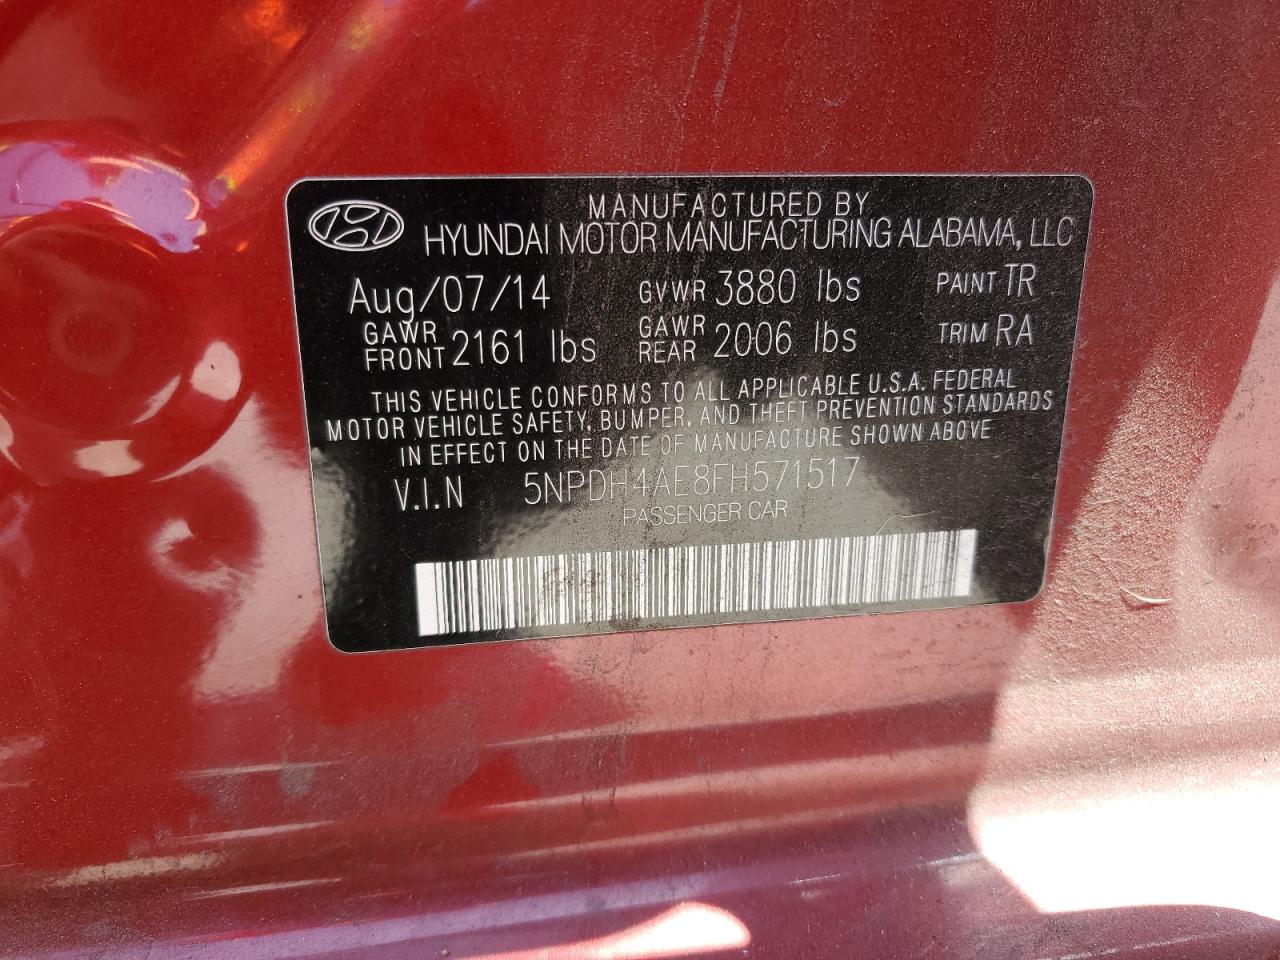 MANUFACTURED BY
HYUNDAI MOTOR MANUFACTURING ALABAMA, LLC
Aug/07/14 GVWR 3880 lbs PAINT TR
GAWR FRONT 2161 lbs GAWR REAR 2006 lbs TRIM RA
THIS VEHICLE CONFORMS TO ALL APPLICABLE U.S.A. FEDERAL
MOTOR VEHICLE SAFETY, BUMPER, AND THEFT PREVENTION STANDARDS
IN EFFECT ON THE DATE OF MANUFACTURE SHOWN ABOVE
V.I.N 5NPDH4AE8FH571517
PASSENGER CAR